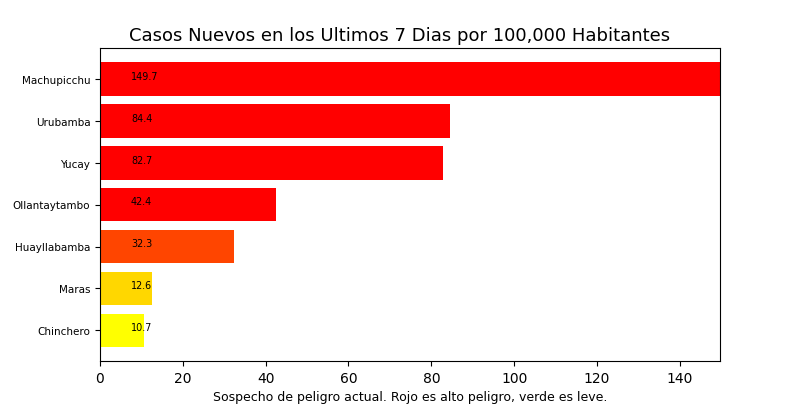 Casos Nuevos en los Ultimos 7 Dias por 100,000 Habitantes
Machupicchu 149.7
Urubamba 84.4
Yucay 82.7
Ollantaytambo 42.4
Huayllabamba 32.3
Maras 12.6
Chinchero 10.7
0 20 40 60 80 100 120 140
Sospecho de peligro actual. Rojo es alto peligro, verde es leve.